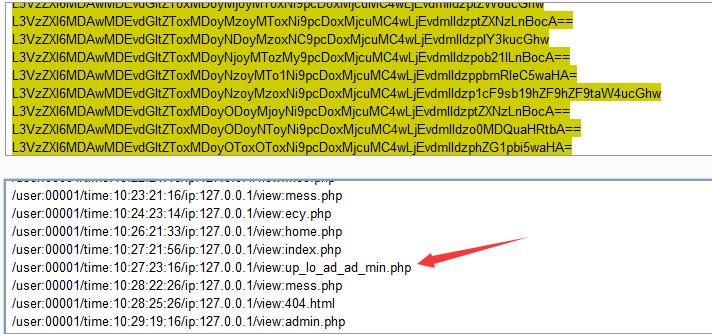 L3VzZXI6MDAwMDEvdGltZToxMDoyMzoyMToxNi9pcDoxMjcuMC4wLjEvdmlldzptZXNzLnBocA==
L3VzZXI6MDAwMDEvdGltZToxMDoyNDoyMzoxNC9pcDoxMjcuMC4wLjEvdmlldzplY3kucGhw
L3VzZXI6MDAwMDEvdGltZToxMDoyNjoyMTozMy9pcDoxMjcuMC4wLjEvdmlldzpob21lLnBocA==
L3VzZXI6MDAwMDEvdGltZToxMDoyNzoyMTo1Ni9pcDoxMjcuMC4wLjEvdmlldzppbmRleC5waHA=
L3VzZXI6MDAwMDEvdGltZToxMDoyNzoyMzoxNi9pcDoxMjcuMC4wLjEvdmlldzp1cF9sb19hZF9hZF9taW4ucGhw
L3VzZXI6MDAwMDEvdGltZToxMDoyODoyMjoyNi9pcDoxMjcuMC4wLjEvdmlldzptZXNzLnBocA==
L3VzZXI6MDAwMDEvdGltZToxMDoyODoyNToyNi9pcDoxMjcuMC4wLjEvdmlldzo0MDQuaHRtbA==
L3VzZXI6MDAwMDEvdGltZToxMDoyOToxOToxNi9pcDoxMjcuMC4wLjEvdmlldzphZG1pbi5waHA=
/user:00001/time:10:23:21:16/ip:127.0.0.1/view:mess.php
/user:00001/time:10:24:23:14/ip:127.0.0.1/view:ecy.php
/user:00001/time:10:26:21:33/ip:127.0.0.1/view:home.php
/user:00001/time:10:27:21:56/ip:127.0.0.1/view:index.php
/user:00001/time:10:27:23:16/ip:127.0.0.1/view:up_lo_ad_ad_min.php
/user:00001/time:10:28:22:26/ip:127.0.0.1/view:mess.php
/user:00001/time:10:28:25:26/ip:127.0.0.1/view:404.html
/user:00001/time:10:29:19:16/ip:127.0.0.1/view:admin.php